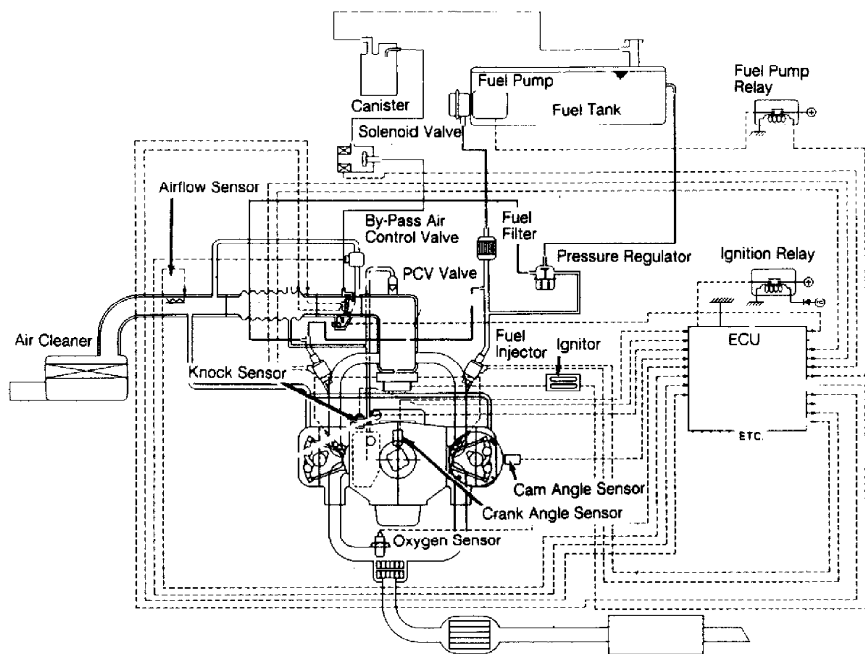 Fuel Pump
Fuel Tank
Fuel Pump
Relay
Canister
Solenoid Valve
Airflow Sensor
By-Pass Air
Control Valve
Fuel
Filter
Pressure Regulator
Ignition Relay
PCV Valve
Air Cleaner
Fuel
Injector
Ignitor
ECU
Knock Sensor
ETC.
Cam Angle Sensor
Crank Angle Sensor
Oxygen Sensor